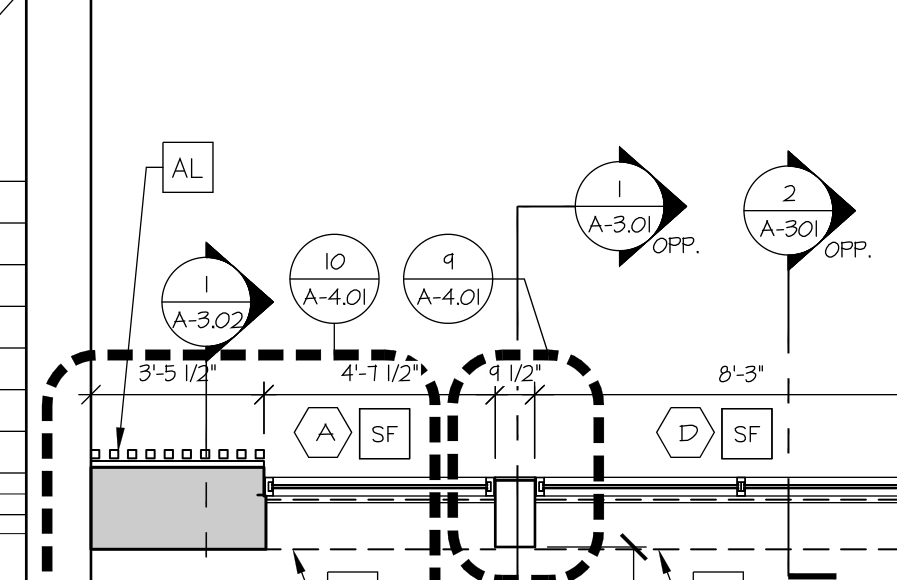 AL
1
A-3.01
OPP.
2
A-301
OPP.
10
A-4.01
9
A-4.01
1
A-3.02
3'-5 1/2"
4'-7 1/2"
9 1/2"
8'-3"
A
SF
D
SF